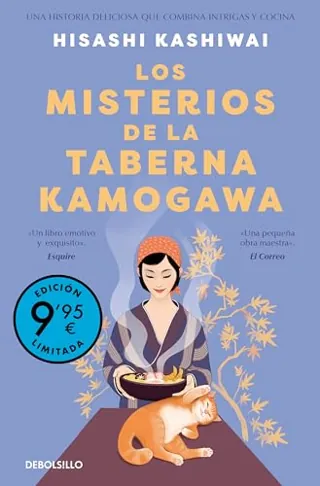 UNA HISTORIA DELICIOSA QUE COMBINA INTRIGAS Y COCINA
HISASHI KASHIWAI
LOS
MISTERIOS
DE LA
TABERNA
KAMOGAWA
«Un libro emotivo
y exquisito».
Esquire
«Una pequeña
obra maestra».
El Correo
EDICIÓN
9'95
€
LIMITADA
DEBOLSILLO